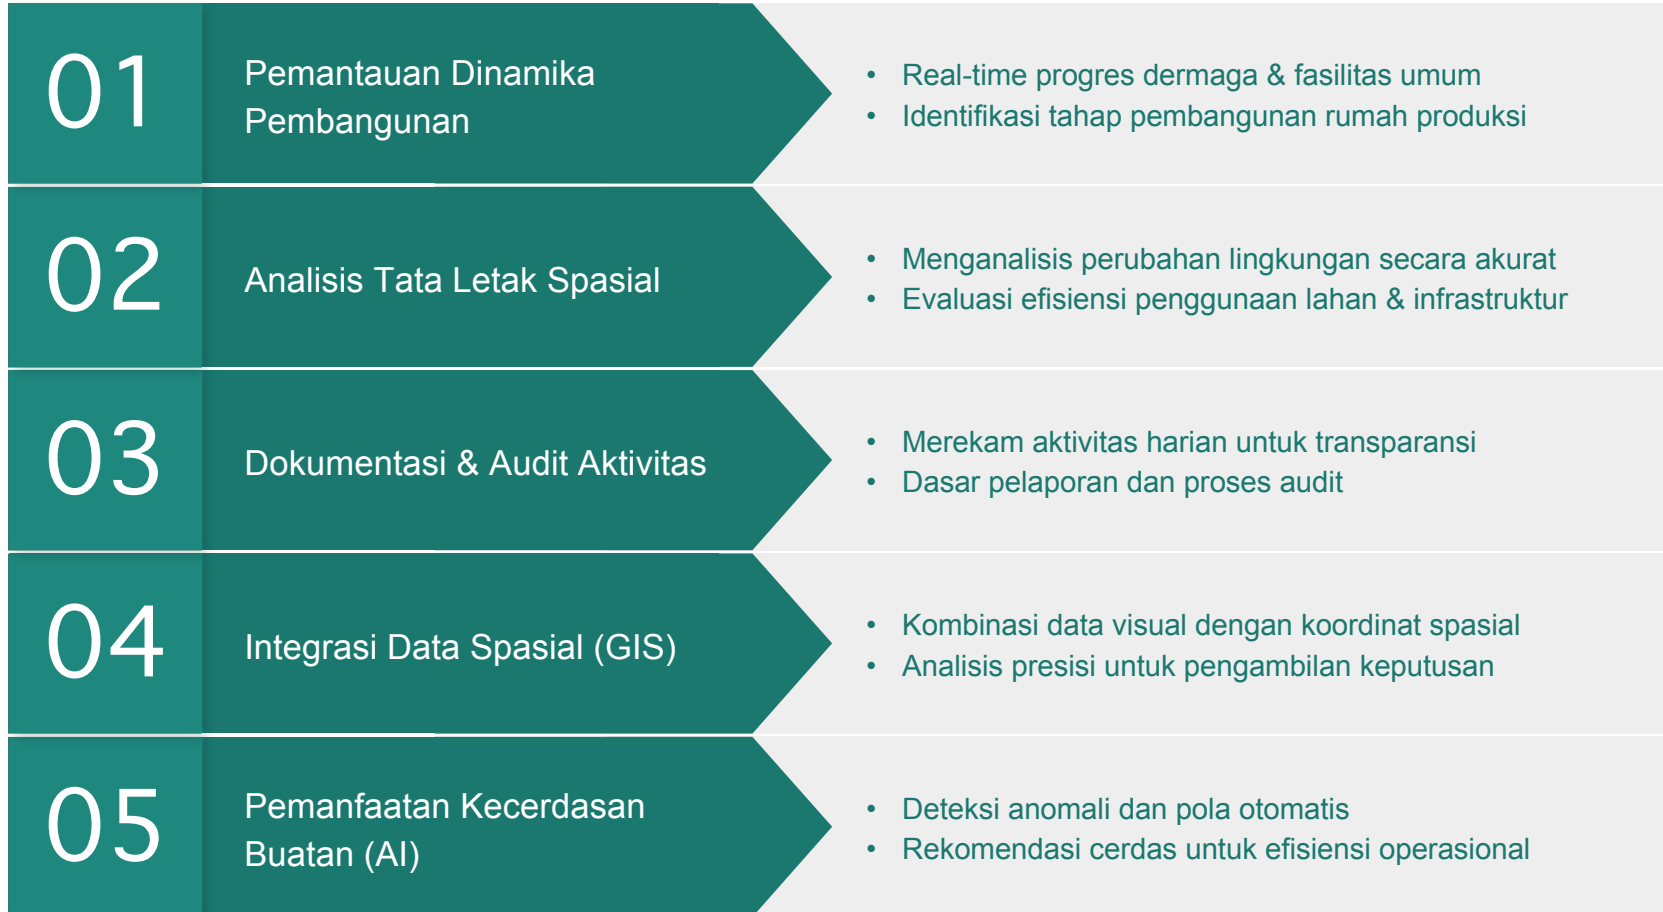 01
Pemantauan Dinamika
Pembangunan
• Real-time progres dermaga & fasilitas umum
• Identifikasi tahap pembangunan rumah produksi
02
Analisis Tata Letak Spasial
• Menganalisis perubahan lingkungan secara akurat
• Evaluasi efisiensi penggunaan lahan & infrastruktur
03
Dokumentasi & Audit Aktivitas
• Merekam aktivitas harian untuk transparansi
• Dasar pelaporan dan proses audit
04
Integrasi Data Spasial (GIS)
• Kombinasi data visual dengan koordinat spasial
• Analisis presisi untuk pengambilan keputusan
05
Pemanfaatan Kecerdasan
Buatan (AI)
• Deteksi anomali dan pola otomatis
• Rekomendasi cerdas untuk efisiensi operasional